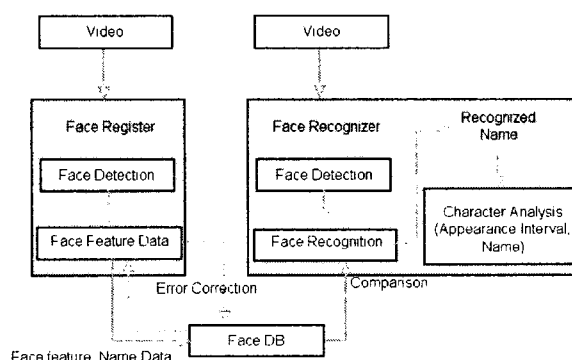 Video
Video
Face Register
Face Detection
Face Feature Data
Face Recognizer
Face Detection
Face Recognition
Recognized
Name
Character Analysis
(Appearance Interval,
Name)
Error Correction
Comparison
Face DB
Face feature, Name Data